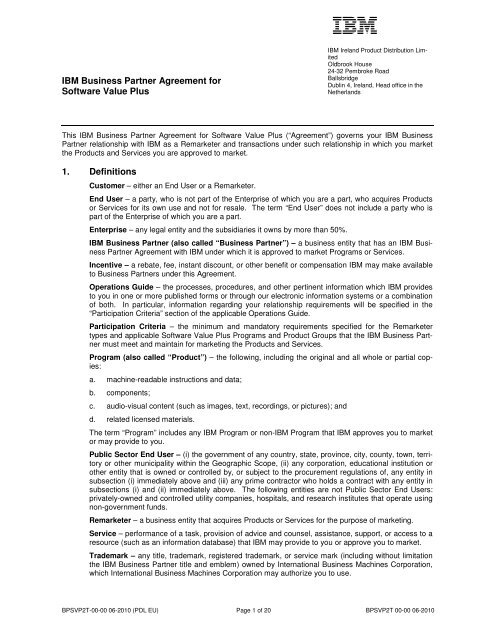 IBM
IBM Ireland Product Distribution Lim-
ited
Oldbrook House
24-32 Pembroke Road
Ballsbridge
Dublin 4, Ireland, Head office in the
Netherlands
IBM Business Partner Agreement for
Software Value Plus
This IBM Business Partner Agreement for Software Value Plus (“Agreement”) governs your IBM Business
Partner relationship with IBM as a Remarketer and transactions under such relationship in which you market
the Products and Services you are approved to market.
1. Definitions
Customer – either an End User or a Remarketer.
End User – a party, who is not part of the Enterprise of which you are a part, who acquires Products
or Services for its own use and not for resale. The term “End User” does not include a party who is
part of the Enterprise of which you are a part.
Enterprise – any legal entity and the subsidiaries it owns by more than 50%.
IBM Business Partner (also called “Business Partner”) – a business entity that has an IBM Busi-
ness Partner Agreement with IBM under which it is approved to market Programs or Services.
Incentive – a rebate, fee, instant discount, or other benefit or compensation IBM may make available
to Business Partners under this Agreement.
Operations Guide – the processes, procedures, and other pertinent information which IBM provides
to you in one or more published forms or through our electronic information systems or a combination
of both. In particular, information regarding your relationship requirements will be specified in the
“Participation Criteria” section of the applicable Operations Guide.
Participation Criteria – the minimum and mandatory requirements specified for the Remarketer
types and applicable Software Value Plus Programs and Product Groups that the IBM Business Part-
ner must meet and maintain for marketing the Products and Services.
Program (also called “Product”) – the following, including the original and all whole or partial cop-
ies:
a. machine-readable instructions and data;
b. components;
c. audio-visual content (such as images, text, recordings, or pictures); and
d. related licensed materials.
The term “Program” includes any IBM Program or non-IBM Program that IBM approves you to market
or may provide to you.
Public Sector End User – (i) the government of any country, state, province, city, county, town, terri-
tory or other municipality within the Geographic Scope, (ii) any corporation, educational institution or
other entity that is owned or controlled by, or subject to the procurement regulations of, any entity in
subsection (i) immediately above and (iii) any prime contractor who holds a contract with any entity in
subsections (i) and (ii) immediately above. The following entities are not Public Sector End Users:
privately-owned and controlled utility companies, hospitals, and research institutes that operate using
non-government funds.
Remarketer – a business entity that acquires Products or Services for the purpose of marketing.
Service – performance of a task, provision of advice and counsel, assistance, support, or access to a
resource (such as an information database) that IBM may provide to you or approve you to market.
Trademark – any title, trademark, registered trademark, or service mark (including without limitation
the IBM Business Partner title and emblem) owned by International Business Machines Corporation,
which International Business Machines Corporation may authorize you to use.
BPSVP2T-00-00 06-2010 (PDL EU) Page 1 of 20 BPSVP2T 00-00 06-2010